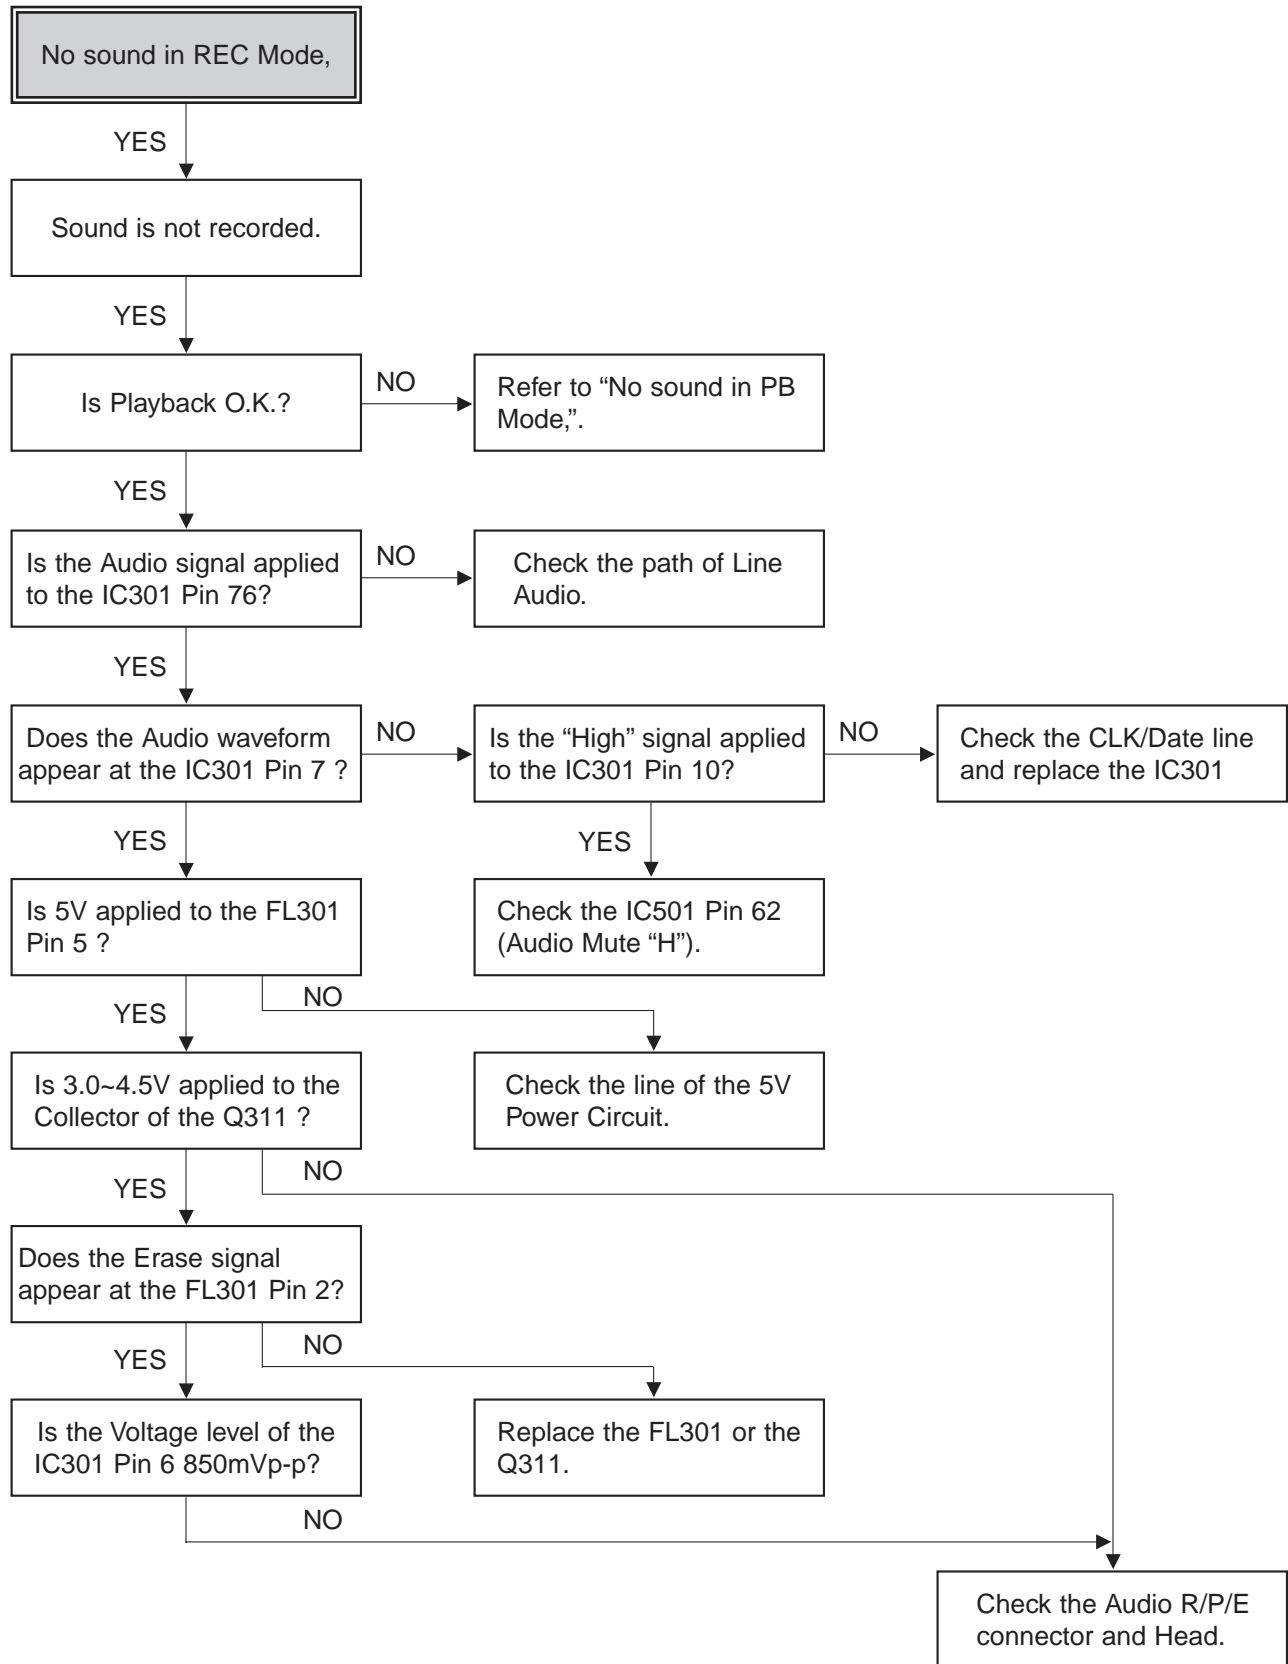 No sound in REC Mode,
YES
Sound is not recorded.
YES
Is Playback O.K.?
NO
Refer to “No sound in PB
Mode,”.
YES
Is the Audio signal applied
to the IC301 Pin 76?
NO
Check the path of Line
Audio.
YES
Does the Audio waveform
appear at the IC301 Pin 7 ?
NO
Is the “High” signal applied
to the IC301 Pin 10?
NO
Check the CLK/Date line
and replace the IC301
YES
YES
Is 5V applied to the FL301
Pin 5 ?
Check the IC501 Pin 62
(Audio Mute “H”).
NO
YES
Is 3.0~4.5V applied to the
Collector of the Q311 ?
Check the line of the 5V
Power Circuit.
NO
YES
Does the Erase signal
appear at the FL301 Pin 2?
NO
YES
Is the Voltage level of the
IC301 Pin 6 850mVp-p?
Replace the FL301 or the
Q311.
NO
Check the Audio R/P/E
connector and Head.